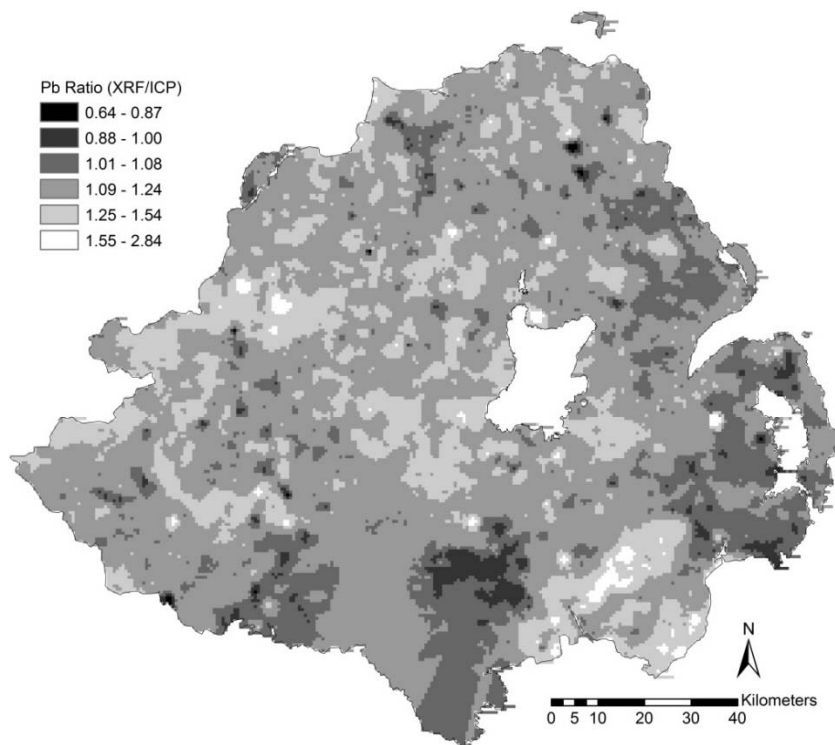 Pb Ratio (XRF/ICP)
0.64 - 0.87
0.88 - 1.00
1.01 - 1.08
1.09 - 1.24
1.25 - 1.54
1.55 - 2.84
N
Kilometers
0 5 10 20 30 40